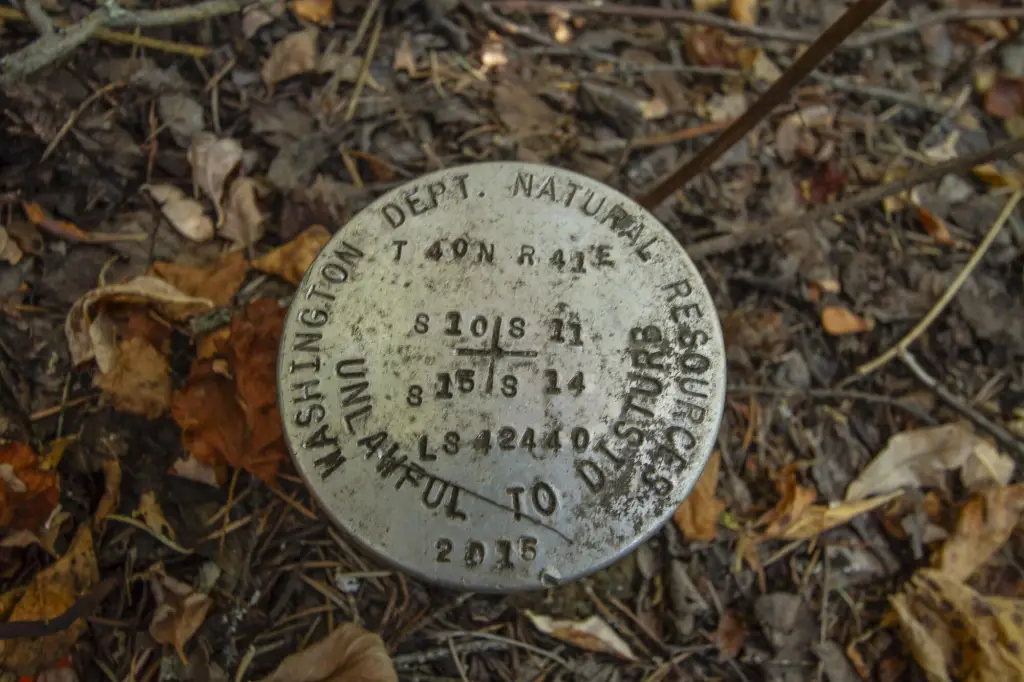 WASHINGTON DEPT. NATURAL RESOURCES
T 40N R 41E
S 10 S 11
S 15 S 14
LS 42440
UNLAWFUL TO DISTURB
2015